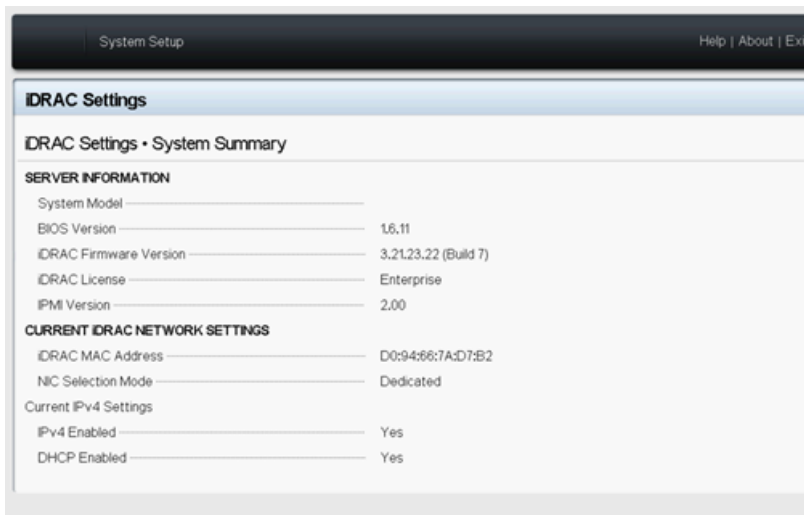 System Setup
Help | About | Exi
iDRAC Settings
iDRAC Settings • System Summary
SERVER INFORMATION
System Model
BIOS Version 1.6.11
iDRAC Firmware Version 3.21.23.22 (Build 7)
iDRAC License Enterprise
IPMI Version 2.00
CURRENT iDRAC NETWORK SETTINGS
iDRAC MAC Address D0:94:66:7A:D7:B2
NIC Selection Mode Dedicated
Current IPv4 Settings
IPv4 Enabled Yes
DHCP Enabled Yes